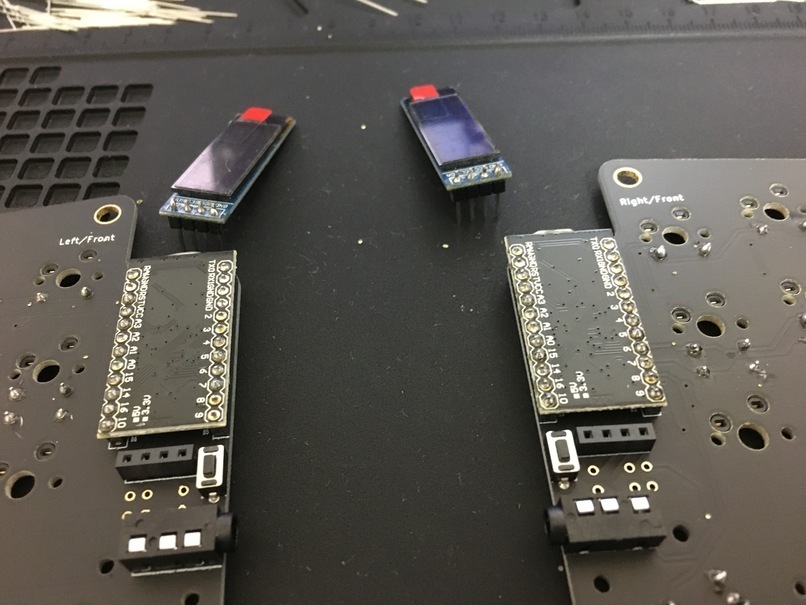 Left/Front
Right/Front
TX0 RXI GND GND 2 3 4 5 6 7 8 9
RAW GND RST VCC A3 A2 A1 A0 15 14 16 10
5V
3.3V
TX0 RXI GND GND 2 3 4 5 6 7 8 9
RAW GND RST VCC A3 A2 A1 A0 15 14 16 10
5V
3.3V